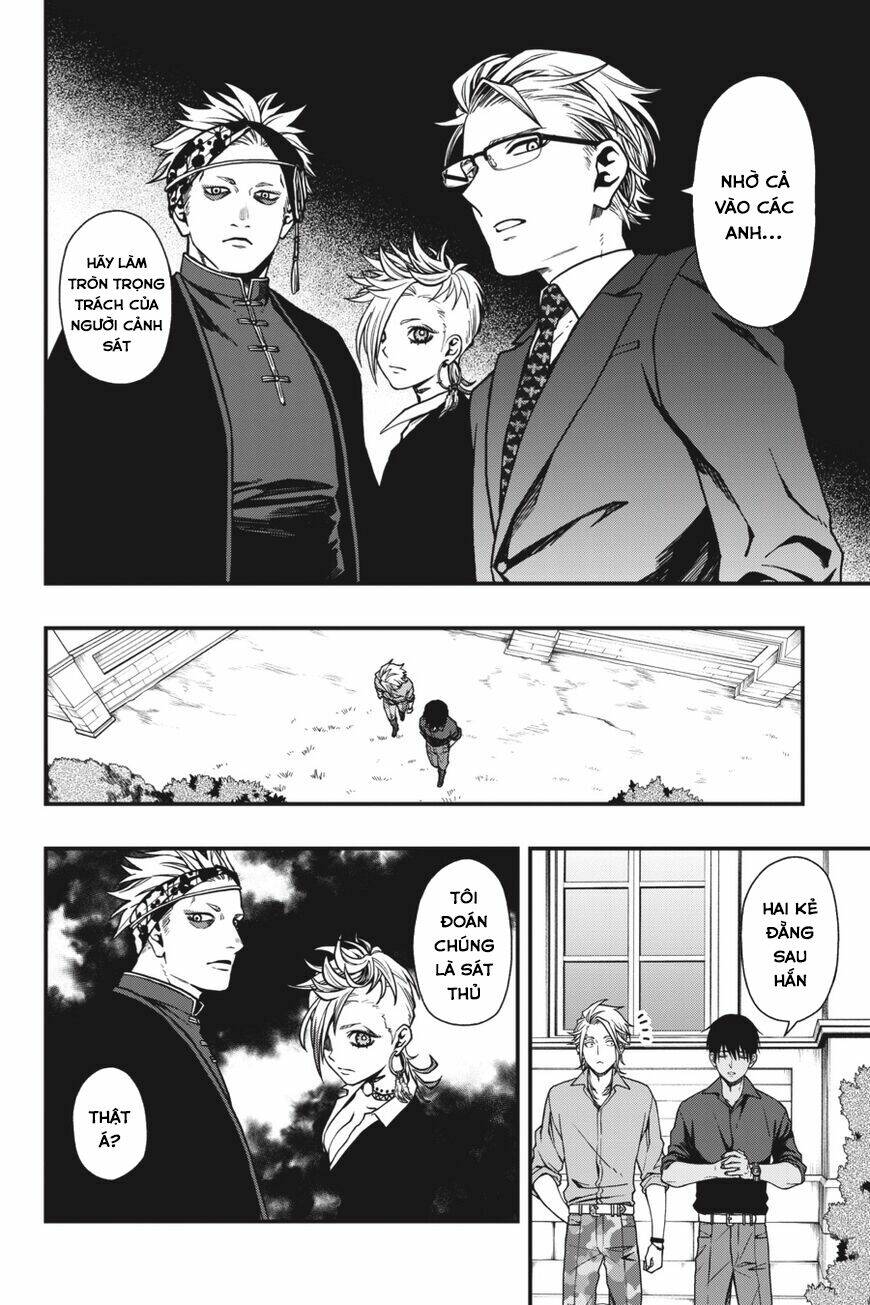 NHỜ CẢ
VÀO CÁC
ANH...
HÃY LÀM
TRÒN TRỌNG
TRÁCH CỦA
NGƯỜI CẢNH
SÁT
HAI KẺ
ĐẰNG SAU
HẮN
TÔI
ĐOÁN
CHÚNG
LÀ SÁT
THỦ
THẬT
Á?